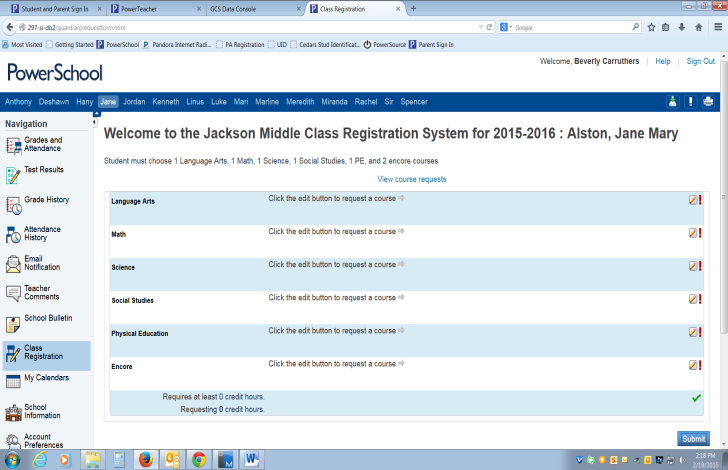 Student and Parent Sign In
PowerTeacher
GCS Data Console
Class Registration
297-si-db2/guardian/requestform.html
Google
Most Visited Getting Started PowerSchool Pandora Internet Radi... PA Registration UID Cedars Stud Identificat... PowerSource Parent Sign In
PowerSchool
Welcome, Beverly Carruthers Help Sign Out
Anthony Deshawn Hany Jane Jordan Kenneth Linus Luke Mari Marline Meredith Miranda Rachel Sir Spencer
Navigation
Grades and
Attendance
Test Results
Grade History
Attendance
History
Email
Notification
Teacher
Comments
School Bulletin
Class
Registration
My Calendars
School
Information
Account
Preferences
Welcome to the Jackson Middle Class Registration System for 2015-2016 : Alston, Jane Mary
Student must choose 1 Language Arts, 1 Math, 1 Science, 1 Social Studies, 1 PE, and 2 encore courses
View course requests
Language Arts Click the edit button to request a course
Math Click the edit button to request a course
Science Click the edit button to request a course
Social Studies Click the edit button to request a course
Physical Education Click the edit button to request a course
Encore Click the edit button to request a course
Requires at least 0 credit hours.
Requesting 0 credit hours.
Submit
2:18 PM
2/19/2015